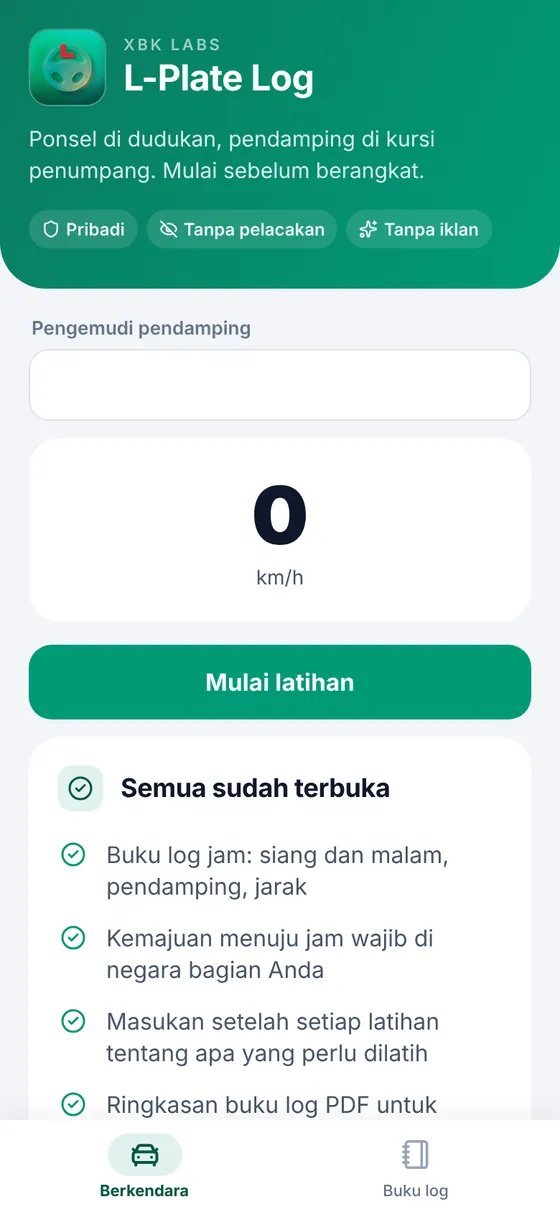 XBK LABS
L-Plate Log
Ponsel di dudukan, pendamping di kursi
penumpang. Mulai sebelum berangkat.
Pribadi
Tanpa pelacakan
Tanpa iklan
Pengemudi pendamping
0
km/h
Mulai latihan
Semua sudah terbuka
Buku log jam: siang dan malam,
pendamping, jarak
Kemajuan menuju jam wajib di
negara bagian Anda
Masukan setelah setiap latihan
tentang apa yang perlu dilatih
Ringkasan buku log PDF untuk
Berkendara
Buku log